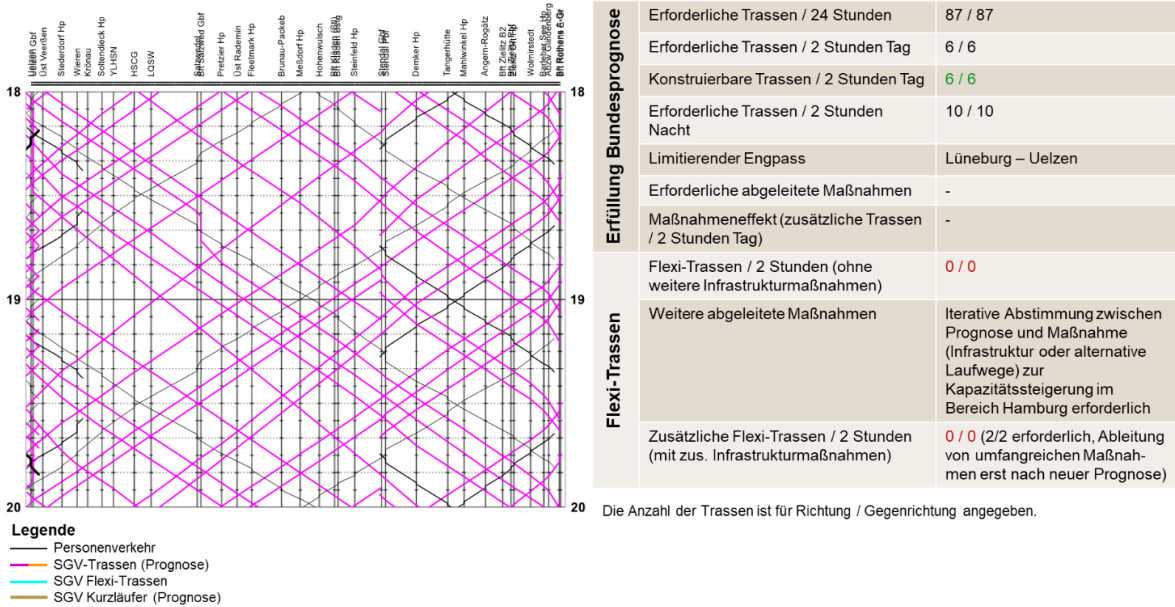 Üst Veerßen
Stederdorf Hp
Wieren
Kronau
Soltendieck Hp
YLHSN
HSCG
LQSW
Pretzier Hp
Üst Rademin
Fleetmark Hp
Brunau-Packeb
Meßdorf Hp
Hohenwulsch
Steinfeld Hp
Demker Hp
Tangerhütte
Mahlwinkel Hp
Angern-Rogätz
Bft Zielitz B2
Wolmirstedt
18
18
19
19
20
20
Legende
Personenverkehr
SGV-Trassen (Prognose)
SGV Flexi-Trassen
SGV Kurzläufer (Prognose)
Erfüllung Bundesprognose
Erforderliche Trassen / 24 Stunden 87 / 87
Erforderliche Trassen / 2 Stunden Tag 6 / 6
Konstruierbare Trassen / 2 Stunden Tag 6 / 6
Erforderliche Trassen / 2 Stunden 10 / 10
Nacht
Limitierender Engpass Lüneburg – Uelzen
Erforderliche abgeleitete Maßnahmen -
Maßnahmeneffekt (zusätzliche Trassen -
/ 2 Stunden Tag)
Flexi-Trassen
Flexi-Trassen / 2 Stunden (ohne 0 / 0
weitere Infrastrukturmaßnahmen)
Weitere abgeleitete Maßnahmen Iterative Abstimmung zwischen
Prognose und Maßnahme
(Infrastruktur oder alternative
Laufwege) zur
Kapazitätssteigerung im
Bereich Hamburg erforderlich
Zusätzliche Flexi-Trassen / 2 Stunden 0 / 0 (2/2 erforderlich, Ableitung
(mit zus. Infrastrukturmaßnahmen) von umfangreichen Maßnah-
men erst nach neuer Prognose)
Die Anzahl der Trassen ist für Richtung / Gegenrichtung angegeben.